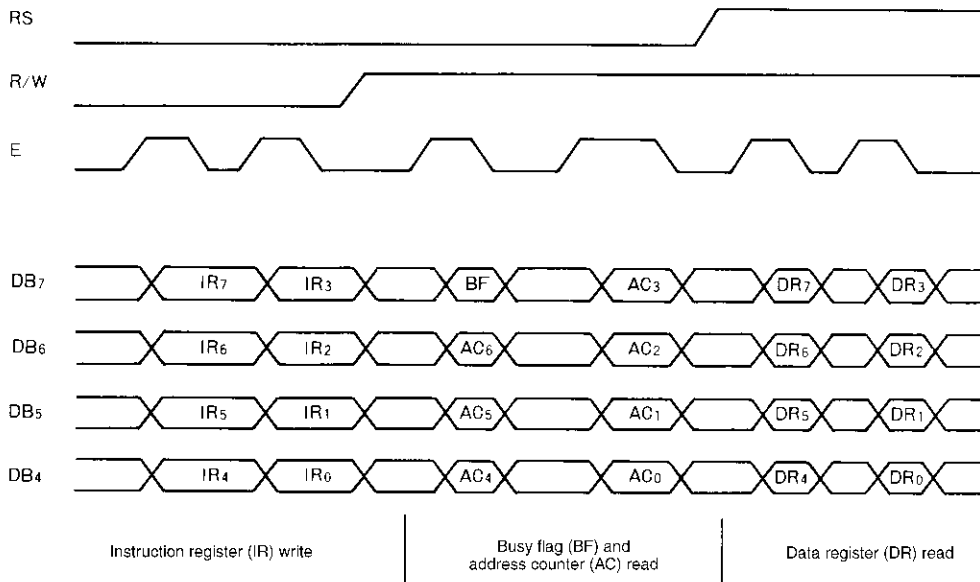 RS
R/W
E
DB7 IR7 IR3 BF AC3 DR7 DR3
DB6 IR6 IR2 AC6 AC2 DR6 DR2
DB5 IR5 IR1 AC5 AC1 DR5 DR1
DB4 IR4 IR0 AC4 AC0 DR4 DR0
Instruction register (IR) write
Busy flag (BF) and
address counter (AC) read
Data register (DR) read